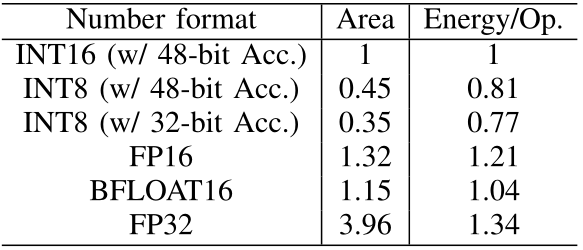 Number format Area Energy/Op.
INT16 (w/ 48-bit Acc.) 1 1
INT8 (w/ 48-bit Acc.) 0.45 0.81
INT8 (w/ 32-bit Acc.) 0.35 0.77
FP16 1.32 1.21
BFLOAT16 1.15 1.04
FP32 3.96 1.34